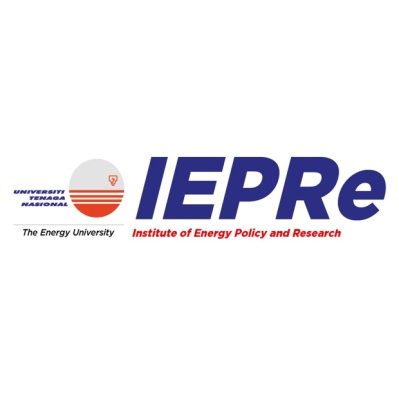 UNIVERSITI
TENAGA
NASIONAL
The Energy University
IEPRe
Institute of Energy Policy and Research